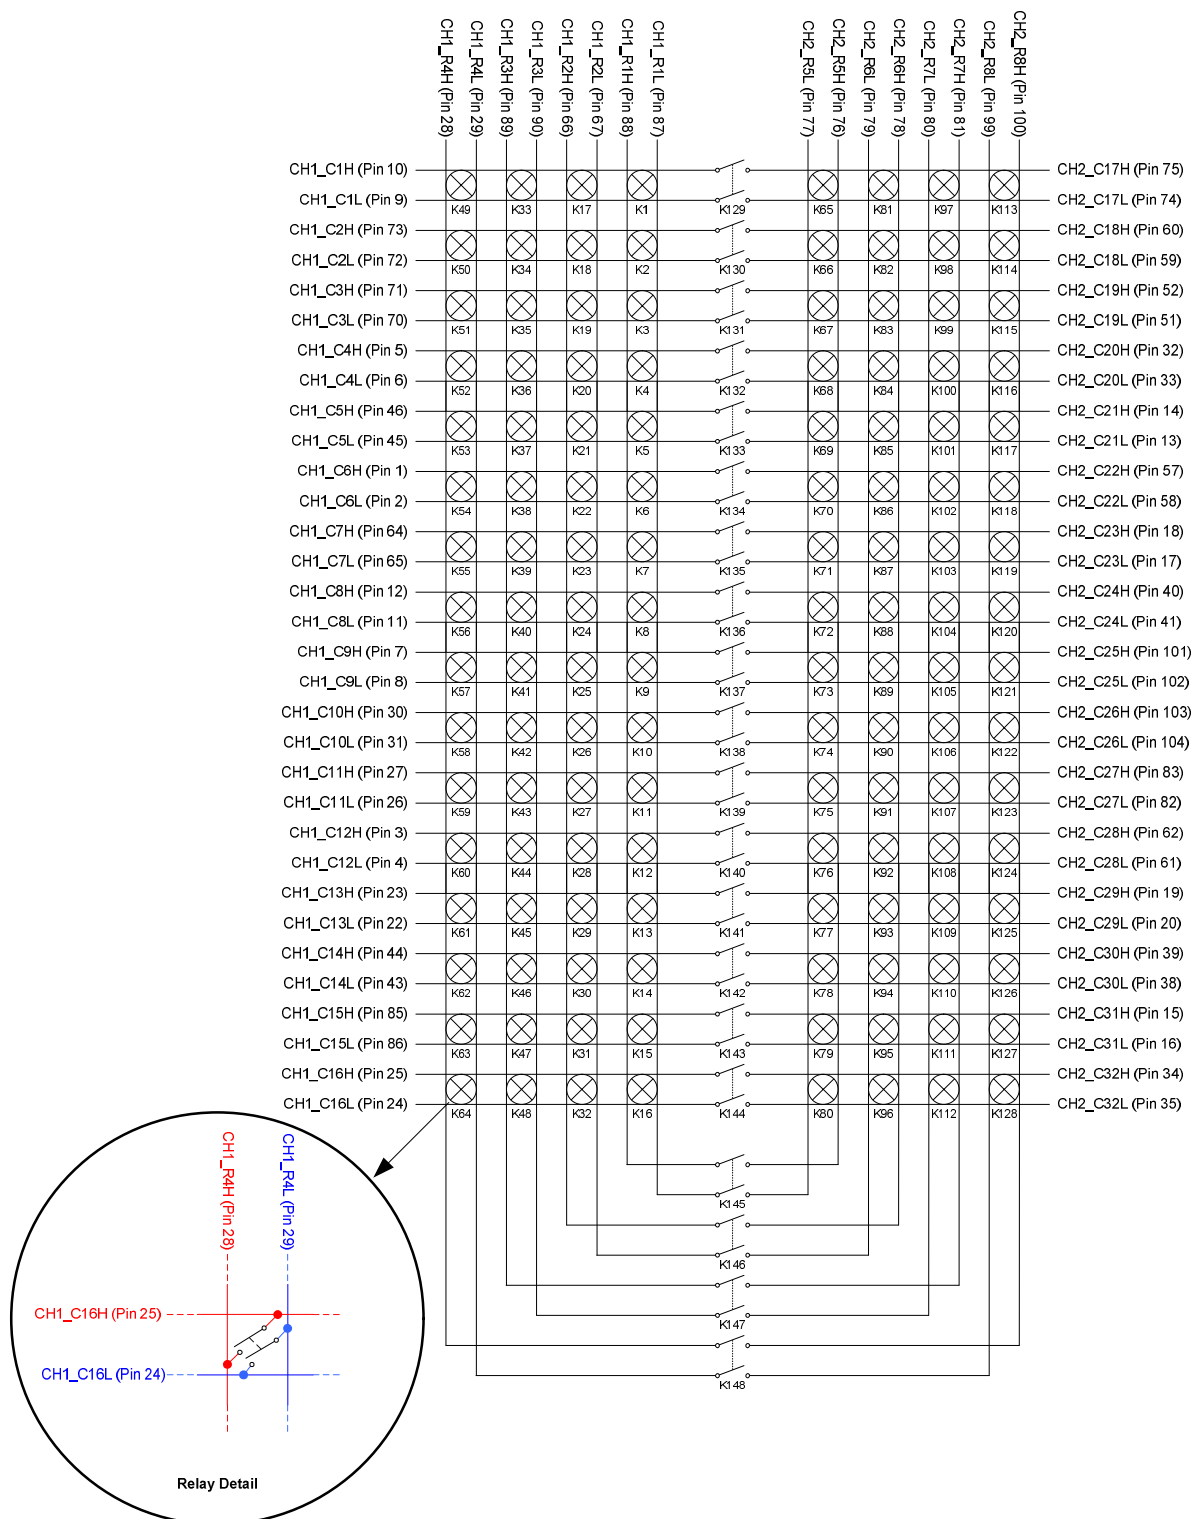 CH1_R4H (Pin 28)
CH1_R4L (Pin 29)
CH1_R3H (Pin 89)
CH1_R3L (Pin 90)
CH1_R2H (Pin 66)
CH1_R2L (Pin 67)
CH1_R1H (Pin 88)
CH1_R1L (Pin 87)
CH2_R5L (Pin 77)
CH2_R5H (Pin 76)
CH2_R6L (Pin 79)
CH2_R6H (Pin 78)
CH2_R7L (Pin 80)
CH2_R7H (Pin 81)
CH2_R8L (Pin 99)
CH2_R8H (Pin 100)
CH1_C1H (Pin 10) CH2_C17H (Pin 75)
CH1_C1L (Pin 9) CH2_C17L (Pin 74)
K49 K33 K17 K1 K129 K65 K81 K97 K113
CH1_C2H (Pin 73) CH2_C18H (Pin 60)
CH1_C2L (Pin 72) CH2_C18L (Pin 59)
K50 K34 K18 K2 K130 K66 K82 K98 K114
CH1_C3H (Pin 71) CH2_C19H (Pin 52)
CH1_C3L (Pin 70) CH2_C19L (Pin 51)
K51 K35 K19 K3 K131 K67 K83 K99 K115
CH1_C4H (Pin 5) CH2_C20H (Pin 32)
CH1_C4L (Pin 6) CH2_C20L (Pin 33)
K52 K36 K20 K4 K132 K68 K84 K100 K116
CH1_C5H (Pin 46) CH2_C21H (Pin 14)
CH1_C5L (Pin 45) CH2_C21L (Pin 13)
K53 K37 K21 K5 K133 K69 K85 K101 K117
CH1_C6H (Pin 1) CH2_C22H (Pin 57)
CH1_C6L (Pin 2) CH2_C22L (Pin 58)
K54 K38 K22 K6 K134 K70 K86 K102 K118
CH1_C7H (Pin 64) CH2_C23H (Pin 18)
CH1_C7L (Pin 65) CH2_C23L (Pin 17)
K55 K39 K23 K7 K135 K71 K87 K103 K119
CH1_C8H (Pin 12) CH2_C24H (Pin 40)
CH1_C8L (Pin 11) CH2_C24L (Pin 41)
K56 K40 K24 K8 K136 K72 K88 K104 K120
CH1_C9H (Pin 7) CH2_C25H (Pin 101)
CH1_C9L (Pin 8) CH2_C25L (Pin 102)
K57 K41 K25 K9 K137 K73 K89 K105 K121
CH1_C10H (Pin 30) CH2_C26H (Pin 103)
CH1_C10L (Pin 31) CH2_C26L (Pin 104)
K58 K42 K26 K10 K138 K74 K90 K106 K122
CH1_C11H (Pin 27) CH2_C27H (Pin 83)
CH1_C11L (Pin 26) CH2_C27L (Pin 82)
K59 K43 K27 K11 K139 K75 K91 K107 K123
CH1_C12H (Pin 3) CH2_C28H (Pin 62)
CH1_C12L (Pin 4) CH2_C28L (Pin 61)
K60 K44 K28 K12 K140 K76 K92 K108 K124
CH1_C13H (Pin 23) CH2_C29H (Pin 19)
CH1_C13L (Pin 22) CH2_C29L (Pin 20)
K61 K45 K29 K13 K141 K77 K93 K109 K125
CH1_C14H (Pin 44) CH2_C30H (Pin 39)
CH1_C14L (Pin 43) CH2_C30L (Pin 38)
K62 K46 K30 K14 K142 K78 K94 K110 K126
CH1_C15H (Pin 85) CH2_C31H (Pin 15)
CH1_C15L (Pin 86) CH2_C31L (Pin 16)
K63 K47 K31 K15 K143 K79 K95 K111 K127
CH1_C16H (Pin 25) CH2_C32H (Pin 34)
CH1_C16L (Pin 24) CH2_C32L (Pin 35)
K64 K48 K32 K16 K144 K80 K96 K112 K128
K145
K146
K147
K148
CH1_R4H (Pin 28)
CH1_R4L (Pin 29)
CH1_C16H (Pin 25)
CH1_C16L (Pin 24)
Relay Detail